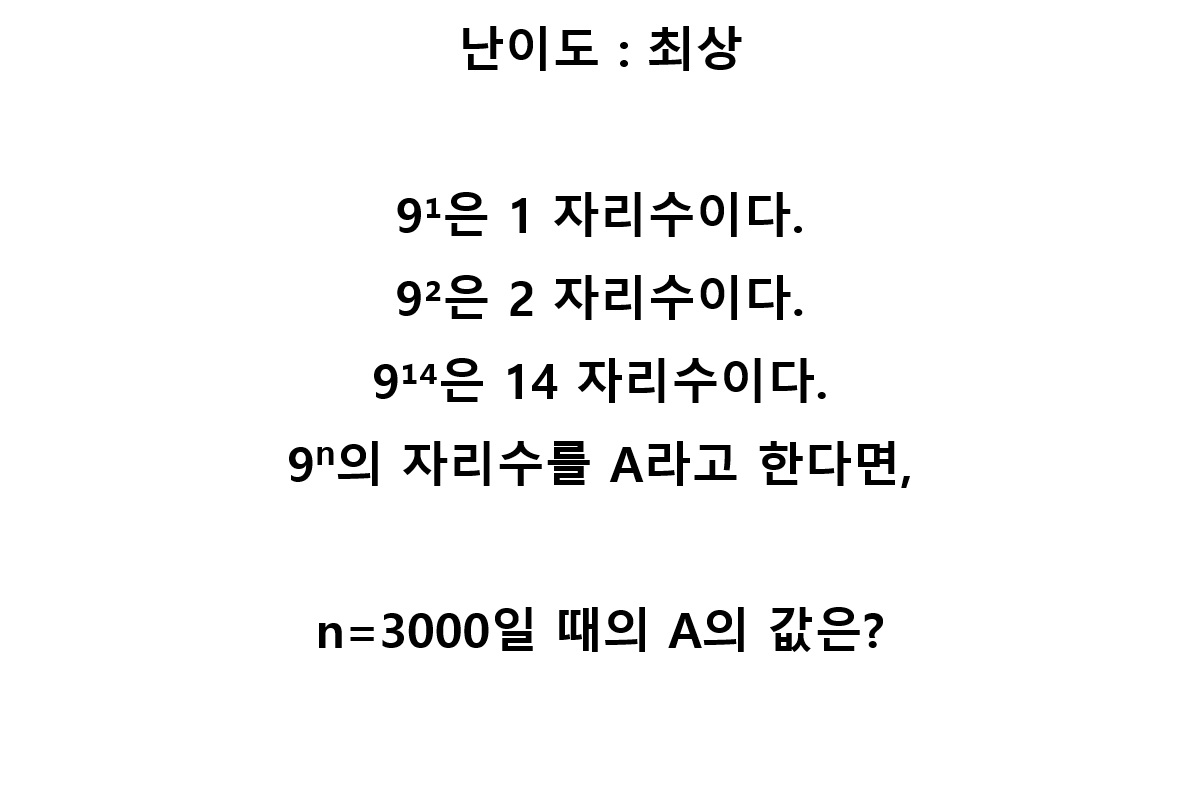 난이도 : 최상
9¹은 1 자리수이다.
9²은 2 자리수이다.
9¹⁴은 14 자리수이다.
9ⁿ의 자리수를 A라고 한다면,
n=3000일 때의 A의 값은?